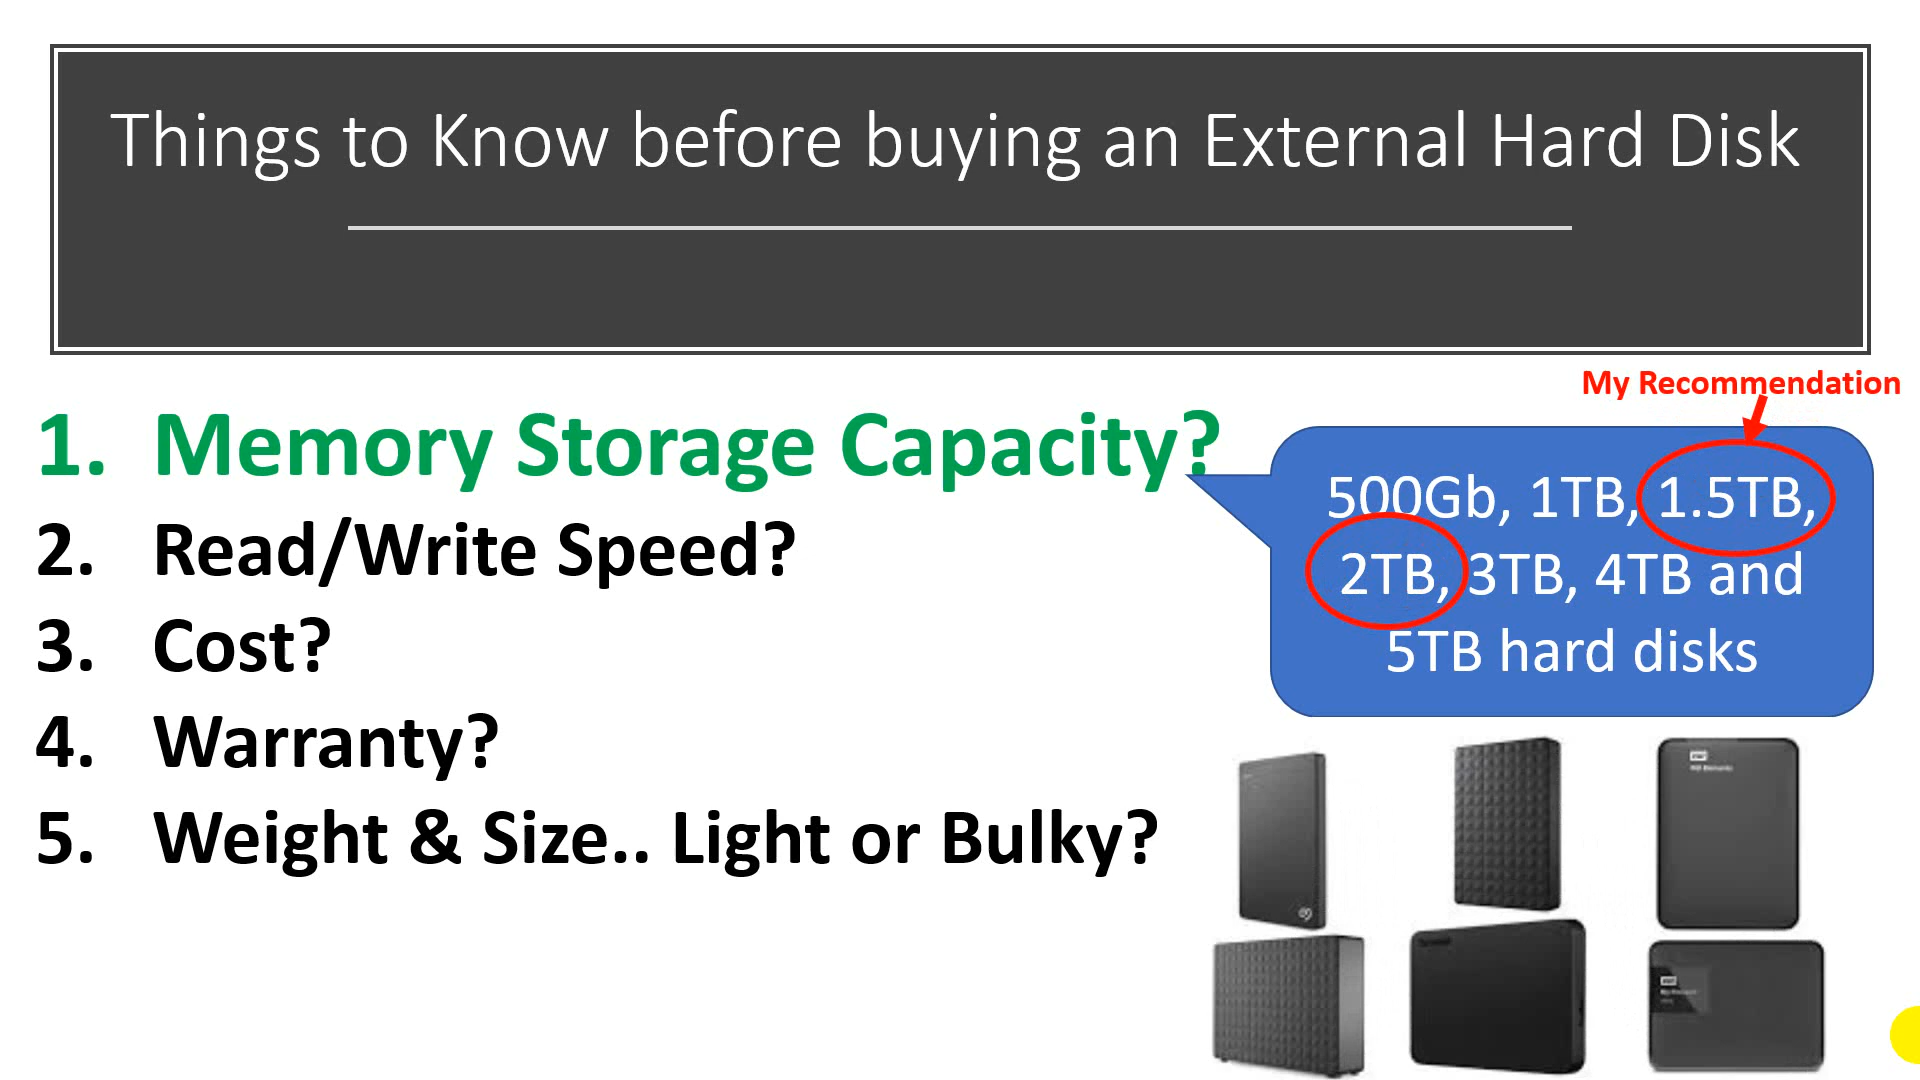 Things to Know before buying an External Hard Disk
My Recommendation
1. Memory Storage Capacity?
500Gb, 1TB, 1.5TB,
2TB, 3TB, 4TB and
5TB hard disks
2. Read/Write Speed?
3. Cost?
4. Warranty?
5. Weight & Size.. Light or Bulky?